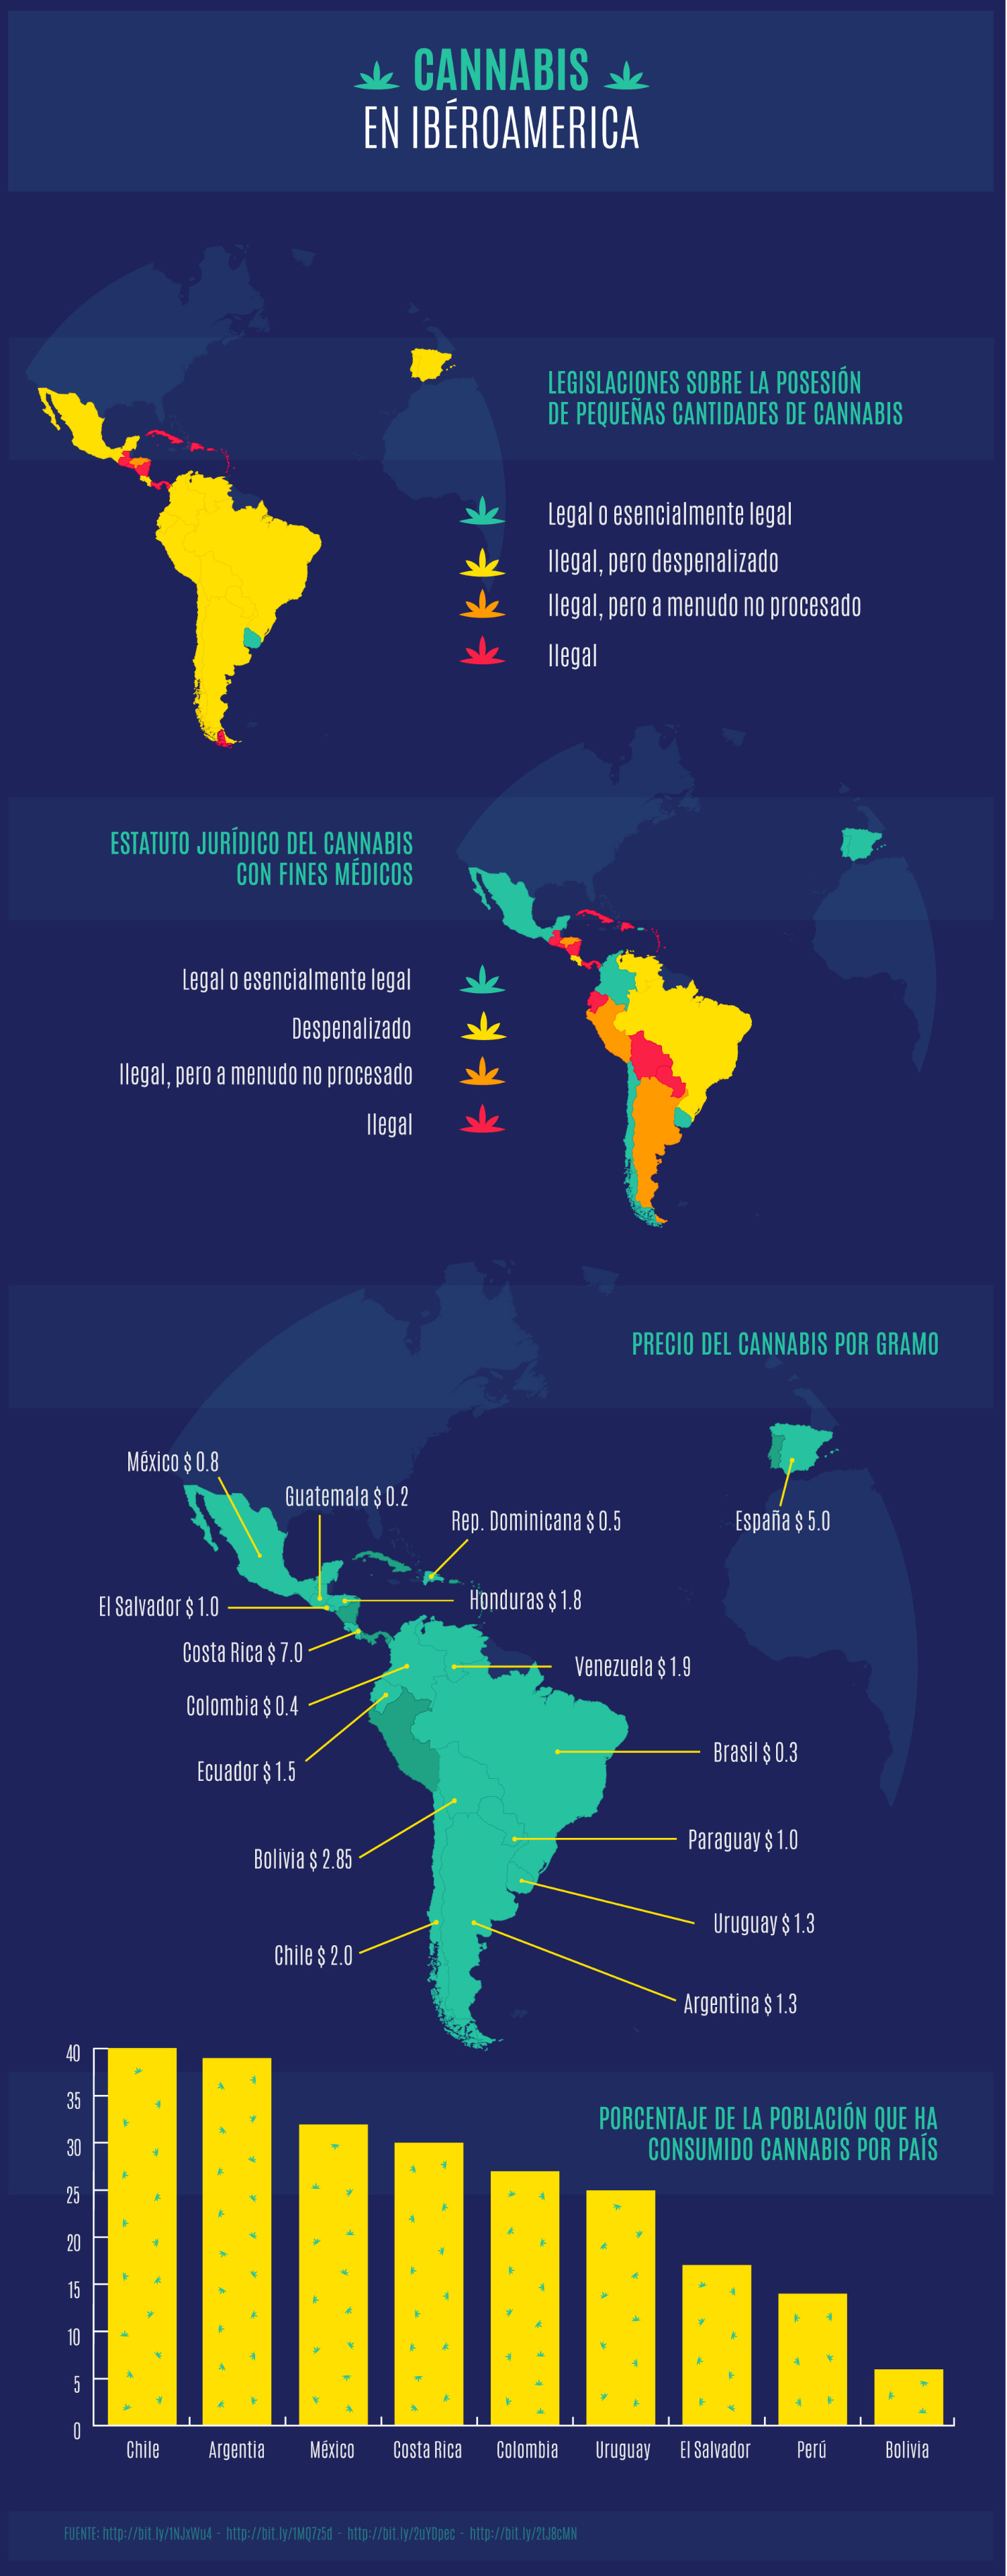 CANNABIS
EN IBÉROAMERICA
LEGISLACIONES SOBRE LA POSESIÓN
DE PEQUEÑAS CANTIDADES DE CANNABIS
Legal o esencialmente legal
Ilegal, pero despenalizado
Ilegal, pero a menudo no procesado
Ilegal
ESTATUTO JURÍDICO DEL CANNABIS
CON FINES MÉDICOS
Legal o esencialmente legal
Despenalizado
Ilegal, pero a menudo no procesado
Ilegal
PRECIO DEL CANNABIS POR GRAMO
México $ 0.8
Guatemala $ 0.2
Rep. Dominicana $ 0.5
España $ 5.0
El Salvador $ 1.0
Honduras $ 1.8
Costa Rica $ 7.0
Venezuela $ 1.9
Colombia $ 0.4
Brasil $ 0.3
Ecuador $ 1.5
Paraguay $ 1.0
Bolivia $ 2.85
Uruguay $ 1.3
Chile $ 2.0
Argentina $ 1.3
PORCENTAJE DE LA POBLACIÓN QUE HA
CONSUMIDO CANNABIS POR PAÍS
40
35
30
25
20
15
10
5
0
Chile Argentia México Costa Rica Colombia Uruguay El Salvador Perú Bolivia
FUENTE: http://bit.ly/1NJxWu4 - http://bit.ly/1MQ7z5d - http://bit.ly/2uYDpec - http://bit.ly/2tJ8cMN